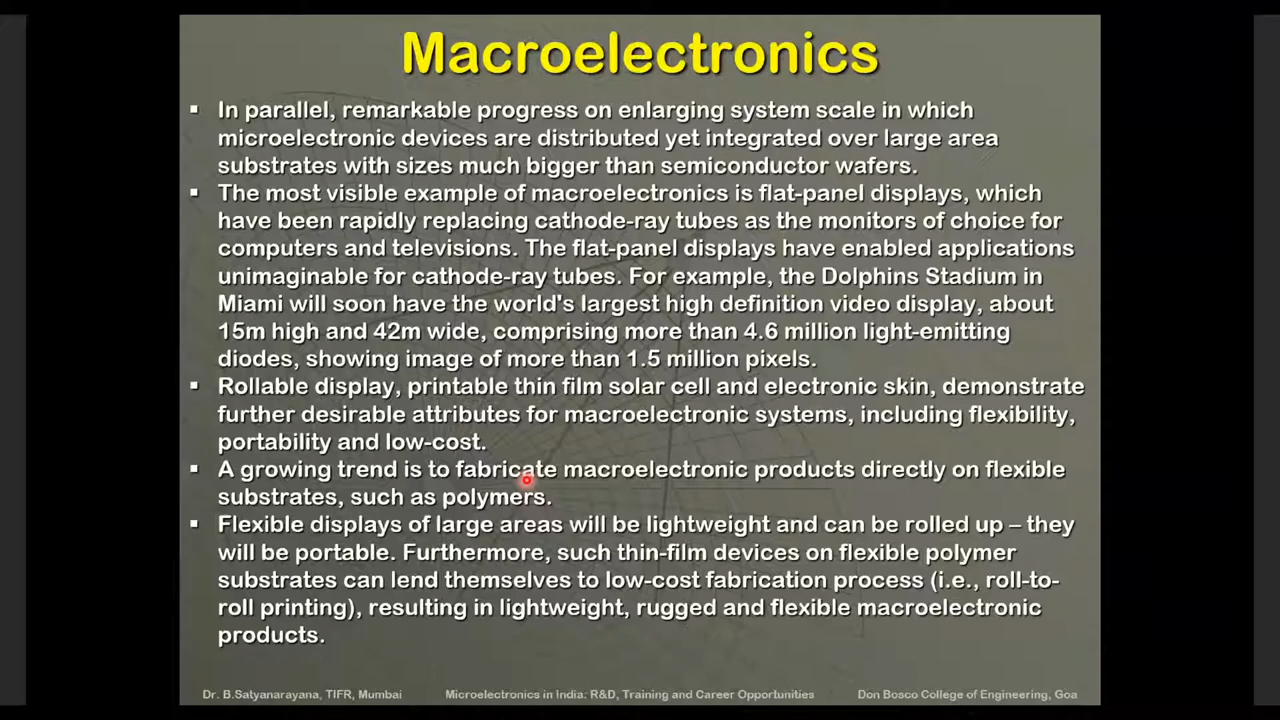 Macroelectronics
▪ In parallel, remarkable progress on enlarging system scale in which
microelectronic devices are distributed yet integrated over large area
substrates with sizes much bigger than semiconductor wafers.
▪ The most visible example of macroelectronics is flat-panel displays, which
have been rapidly replacing cathode-ray tubes as the monitors of choice for
computers and televisions. The flat-panel displays have enabled applications
unimaginable for cathode-ray tubes. For example, the Dolphins Stadium in
Miami will soon have the world's largest high definition video display, about
15m high and 42m wide, comprising more than 4.6 million light-emitting
diodes, showing image of more than 1.5 million pixels.
▪ Rollable display, printable thin film solar cell and electronic skin, demonstrate
further desirable attributes for macroelectronic systems, including flexibility,
portability and low-cost.
▪ A growing trend is to fabricate macroelectronic products directly on flexible
substrates, such as polymers.
▪ Flexible displays of large areas will be lightweight and can be rolled up – they
will be portable. Furthermore, such thin-film devices on flexible polymer
substrates can lend themselves to low-cost fabrication process (i.e., roll-to-
roll printing), resulting in lightweight, rugged and flexible macroelectronic
products.
Dr. B.Satyanarayana, TIFR, Mumbai Microelectronics in India: R&D, Training and Career Opportunities Don Bosco College of Engineering, Goa